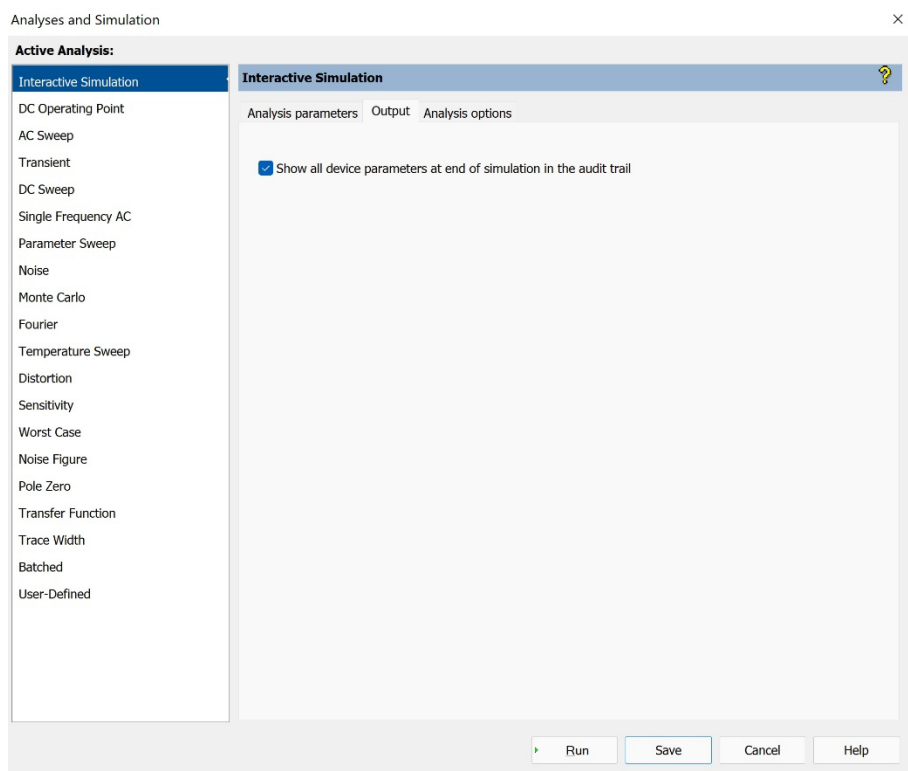 Analyses and Simulation
Active Analysis:
Interactive Simulation
DC Operating Point
AC Sweep
Transient
DC Sweep
Single Frequency AC
Parameter Sweep
Noise
Monte Carlo
Fourier
Temperature Sweep
Distortion
Sensitivity
Worst Case
Noise Figure
Pole Zero
Transfer Function
Trace Width
Batched
User-Defined
Interactive Simulation
Analysis parameters Output Analysis options
Show all device parameters at end of simulation in the audit trail
Run Save Cancel Help